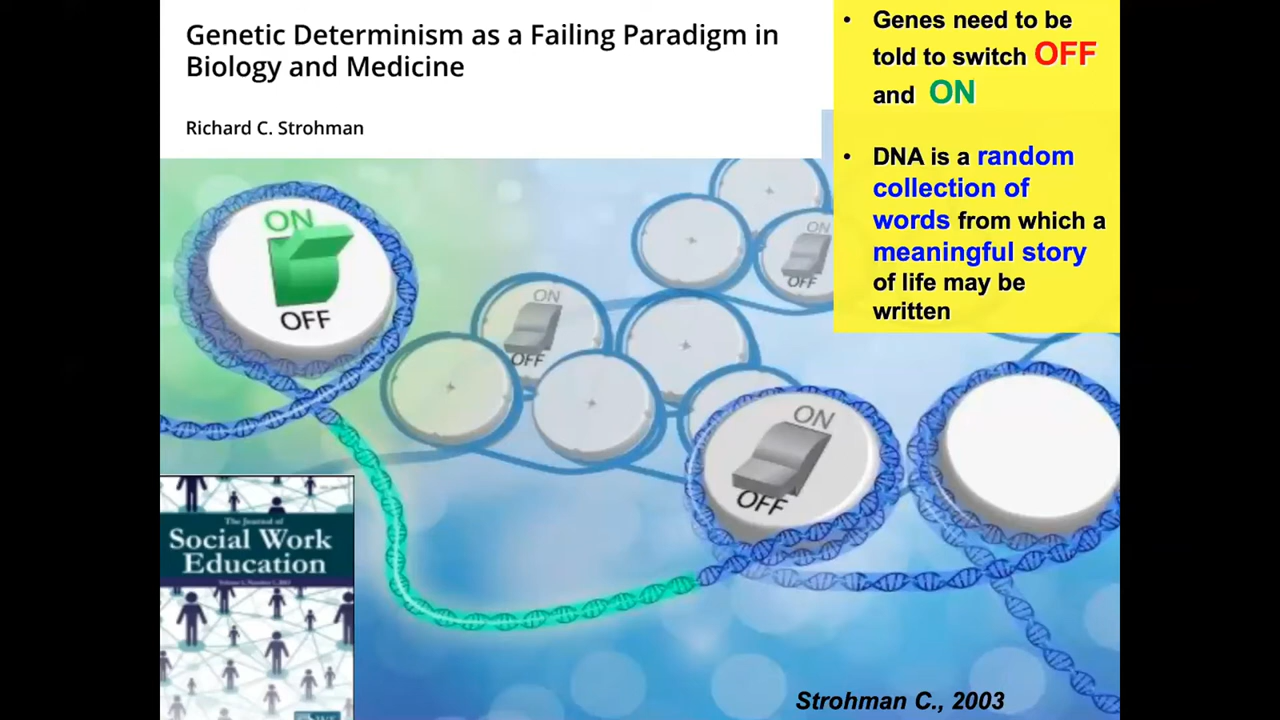 Genetic Determinism as a Failing Paradigm in
Biology and Medicine
Richard C. Strohman
• Genes need to be
told to switch OFF
and ON
• DNA is a random
collection of
words from which a
meaningful story
of life may be
written
ON
OFF
ON
OFF
ON
OFF
ON
OFF
The Journal of
Social Work
Education
Strohman C., 2003